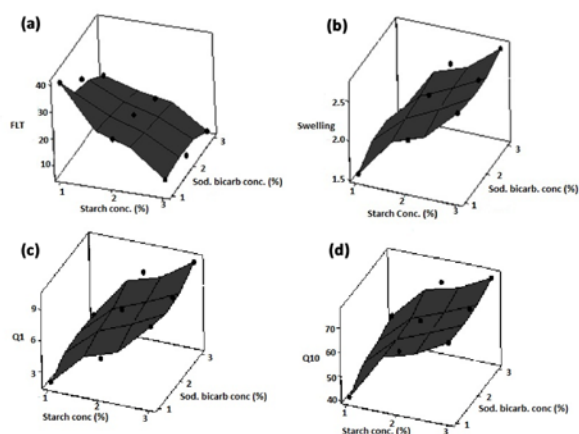 (a)
40
30
20
10
FLT
1
2
3
Starch conc. (%)
1
2
3
Sod. bicarb conc. (%)
(b)
2.5
2.0
1.5
Swelling
1
2
3
Starch Conc. (%)
1
2
3
Sod. bicarb. conc (%)
(c)
9
6
3
Q1
1
2
3
Starch conc (%)
1
2
3
Sod. bicarb conc (%)
(d)
70
60
50
40
Q10
1
2
3
Starch conc (%)
1
2
3
Sod. bicarb. conc (%)